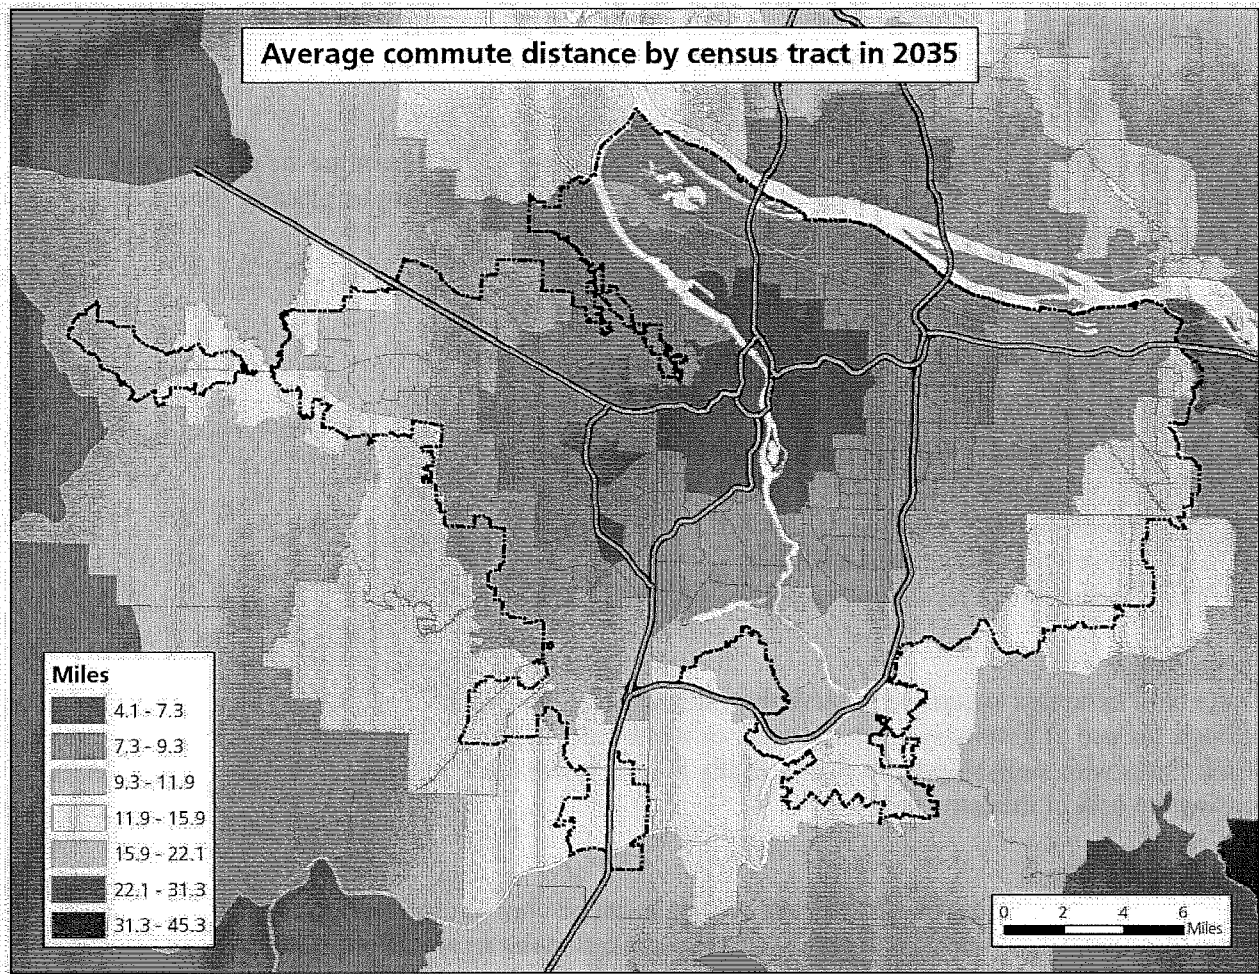 Average commute distance by census tract in 2035
Miles
4.1 - 7.3
7.3 - 9.3
9.3 - 11.9
11.9 - 15.9
15.9 - 22.1
22.1 - 31.3
31.3 - 45.3
0 2 4 6
Miles